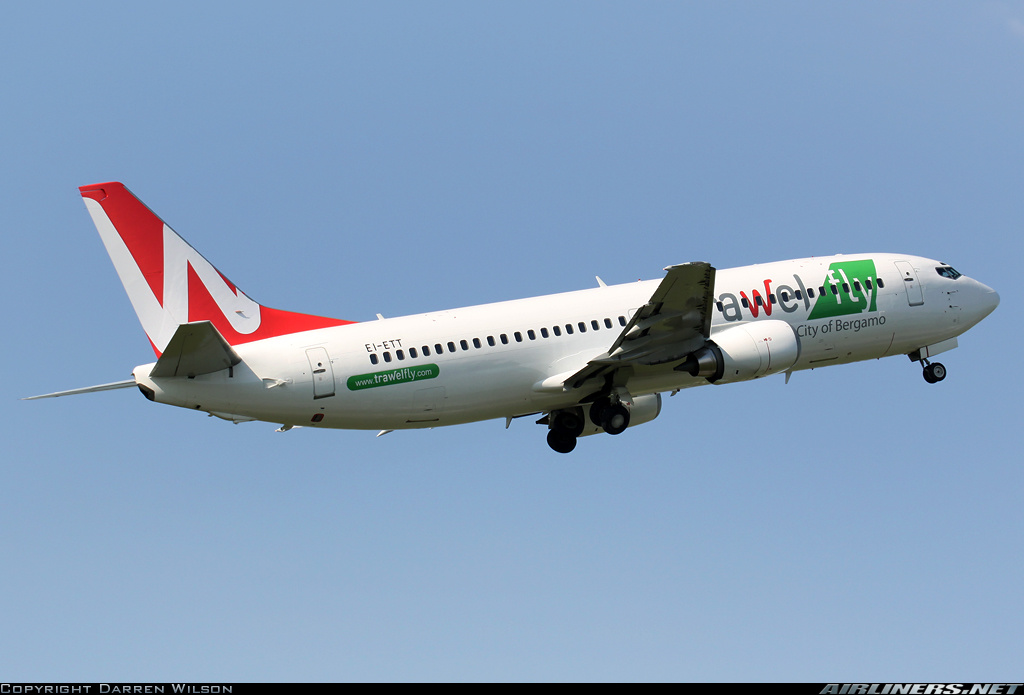 trawelfly
City of Bergamo
EI-ETT
www.trawelfly.com
COPYRIGHT DARREN WILSON
AIRLINERS.NET